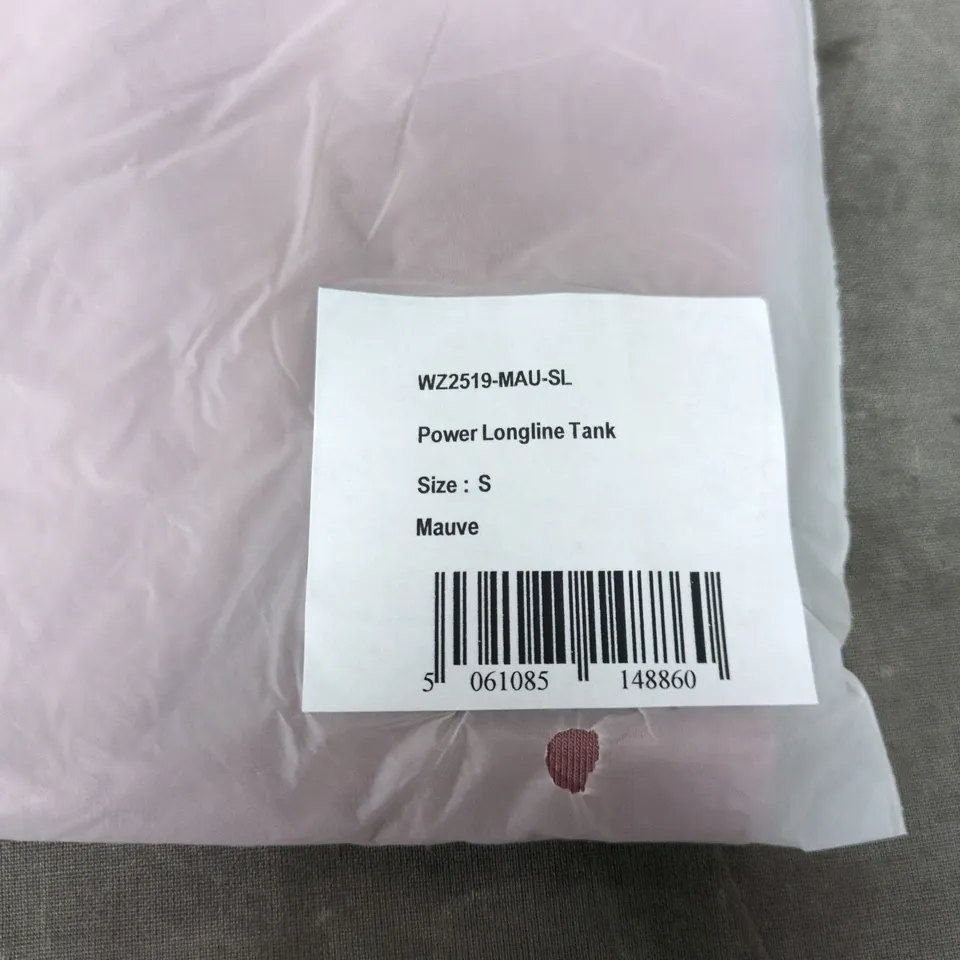 WZ2519-MAU-SL
Power Longline Tank
Size : S
Mauve
5 061085 148860